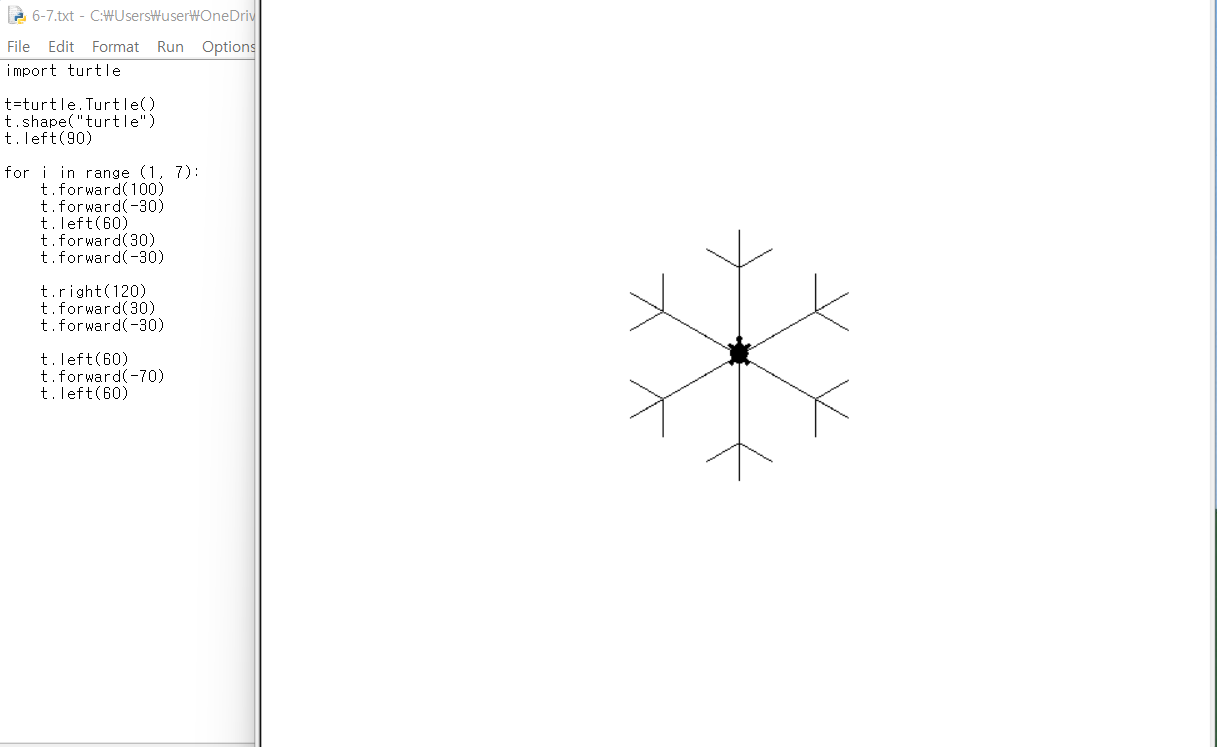 6-7.txt - C:₩Users₩user₩OneDriv
File Edit Format Run Options
import turtle
t=turtle.Turtle()
t.shape("turtle")
t.left(90)
for i in range (1, 7):
t.forward(100)
t.forward(-30)
t.left(60)
t.forward(30)
t.forward(-30)
t.right(120)
t.forward(30)
t.forward(-30)
t.left(60)
t.forward(-70)
t.left(60)